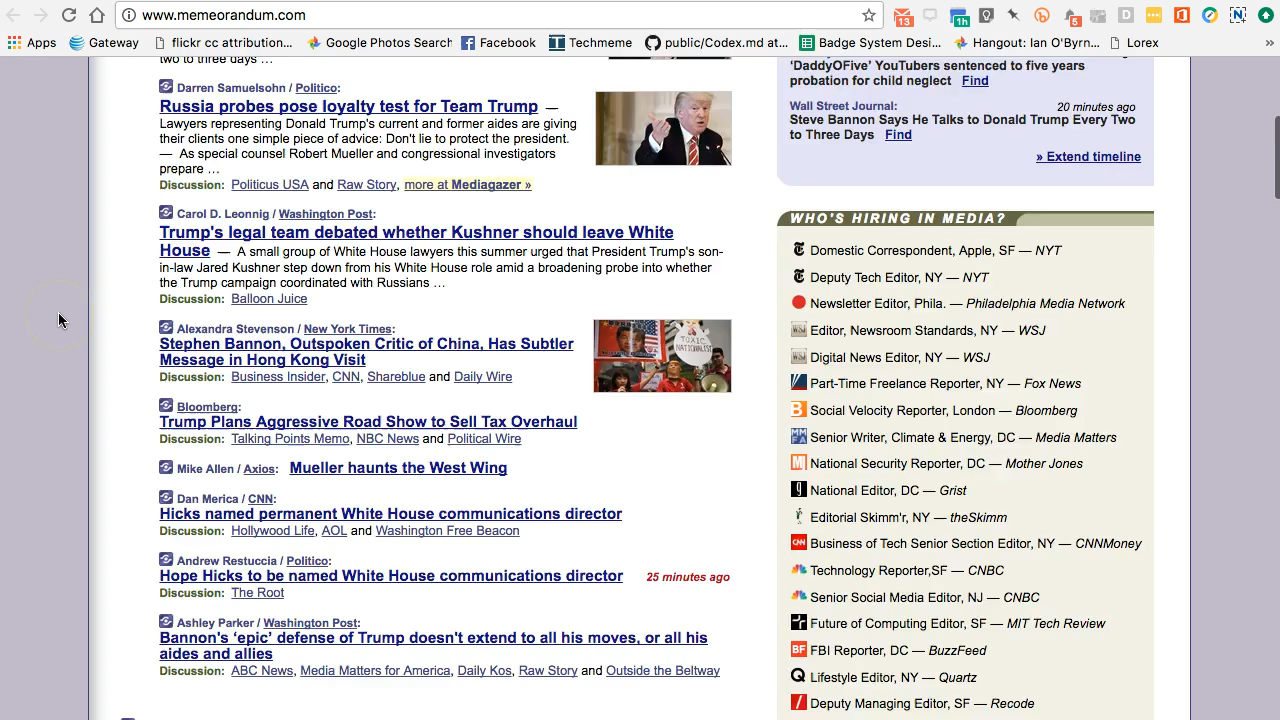 www.memeorandum.com
13
1h
5
Apps
Gateway
flickr cc attribution...
Google Photos Search
Facebook
Techmeme
public/Codex.md at...
Badge System Desi...
Hangout: Ian O'Byrn...
Lorex
»
two to three days …
Darren Samuelsohn / Politico:
Russia probes pose loyalty test for Team Trump —
Lawyers representing Donald Trump's current and former aides are giving
their clients one simple piece of advice: Don't lie to protect the president.
— As special counsel Robert Mueller and congressional investigators
prepare …
Discussion: Politicus USA and Raw Story, more at Mediagazer »
Carol D. Leonnig / Washington Post:
Trump's legal team debated whether Kushner should leave White
House — A small group of White House lawyers this summer urged that President Trump's son-
in-law Jared Kushner step down from his White House role amid a broadening probe into whether
the Trump campaign coordinated with Russians …
Discussion: Balloon Juice
Alexandra Stevenson / New York Times:
Stephen Bannon, Outspoken Critic of China, Has Subtler
Message in Hong Kong Visit
Discussion: Business Insider, CNN, Shareblue and Daily Wire
TOXIC
NATIONALIST
Bloomberg:
Trump Plans Aggressive Road Show to Sell Tax Overhaul
Discussion: Talking Points Memo, NBC News and Political Wire
Mike Allen / Axios: Mueller haunts the West Wing
Dan Merica / CNN:
Hicks named permanent White House communications director
Discussion: Hollywood Life, AOL and Washington Free Beacon
Andrew Restuccia / Politico:
Hope Hicks to be named White House communications director 25 minutes ago
Discussion: The Root
Ashley Parker / Washington Post:
Bannon's ‘epic’ defense of Trump doesn't extend to all his moves, or all his
aides and allies
Discussion: ABC News, Media Matters for America, Daily Kos, Raw Story and Outside the Beltway
‘DaddyOFive’ YouTubers sentenced to five years
probation for child neglect Find
Wall Street Journal: 20 minutes ago
Steve Bannon Says He Talks to Donald Trump Every Two
to Three Days Find
» Extend timeline
WHO'S HIRING IN MEDIA?
Domestic Correspondent, Apple, SF — NYT
Deputy Tech Editor, NY — NYT
Newsletter Editor, Phila. — Philadelphia Media Network
WSJ Editor, Newsroom Standards, NY — WSJ
WSJ Digital News Editor, NY — WSJ
Part-Time Freelance Reporter, NY — Fox News
Social Velocity Reporter, London — Bloomberg
Senior Writer, Climate & Energy, DC — Media Matters
National Security Reporter, DC — Mother Jones
National Editor, DC — Grist
Editorial Skimm'r, NY — theSkimm
CNN Business of Tech Senior Section Editor, NY — CNNMoney
Technology Reporter,SF — CNBC
Senior Social Media Editor, NJ — CNBC
Future of Computing Editor, SF — MIT Tech Review
BF FBI Reporter, DC — BuzzFeed
Lifestyle Editor, NY — Quartz
Deputy Managing Editor, SF — Recode